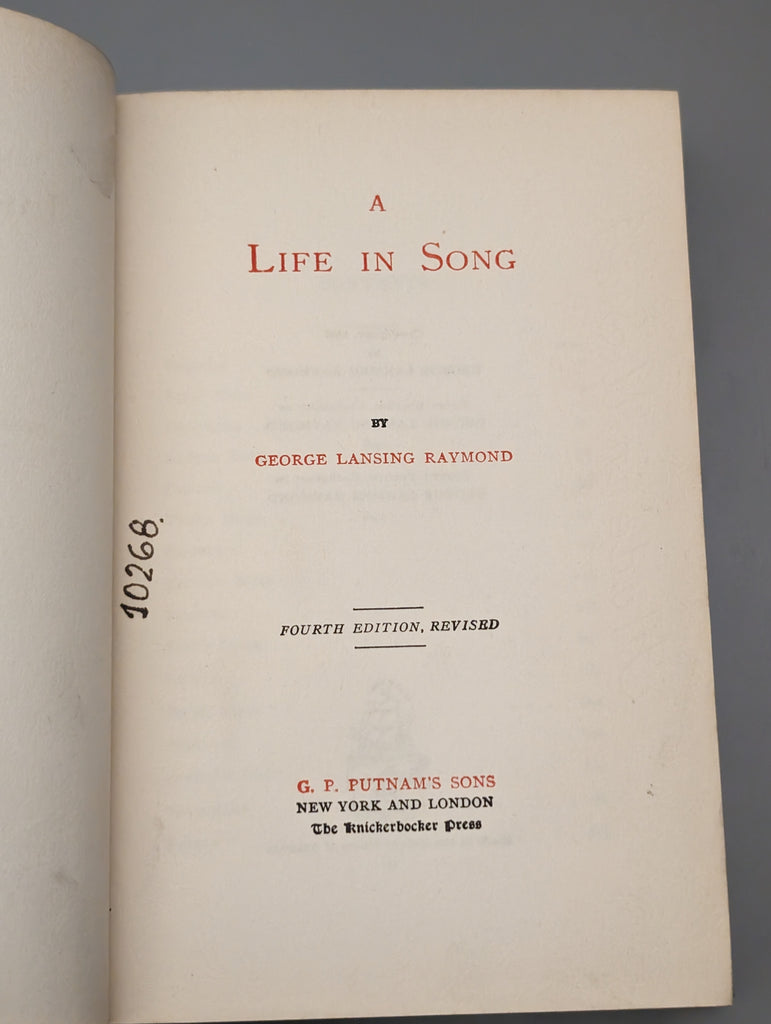 A
LIFE IN SONG
BY
GEORGE LANSING RAYMOND
10268.
FOURTH EDITION, REVISED
G. P. PUTNAM'S SONS
NEW YORK AND LONDON
The Knickerbocker Press